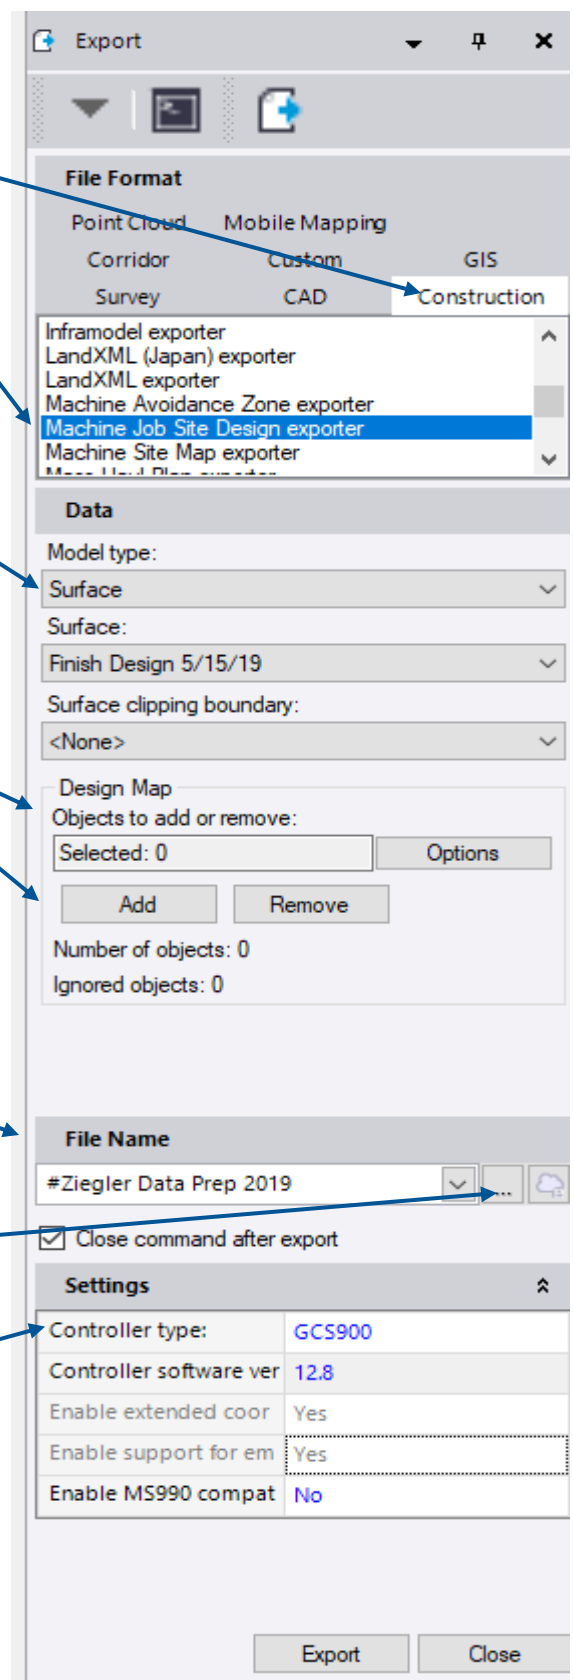 Export
File Format
Point Cloud Mobile Mapping
Corridor Custom GIS
Survey CAD Construction
Inframodel exporter
LandXML (Japan) exporter
LandXML exporter
Machine Avoidance Zone exporter
Machine Job Site Design exporter
Machine Site Map exporter
Mass Haul Plan exporter
Data
Model type:
Surface
Surface:
Finish Design 5/15/19
Surface clipping boundary:
<None>
Design Map
Objects to add or remove:
Selected: 0 Options
Add Remove
Number of objects: 0
Ignored objects: 0
File Name
#Ziegler Data Prep 2019 ...
Close command after export
Settings
Controller type: GCS900
Controller software ver 12.8
Enable extended coor Yes
Enable support for em Yes
Enable MS990 compat No
Export Close